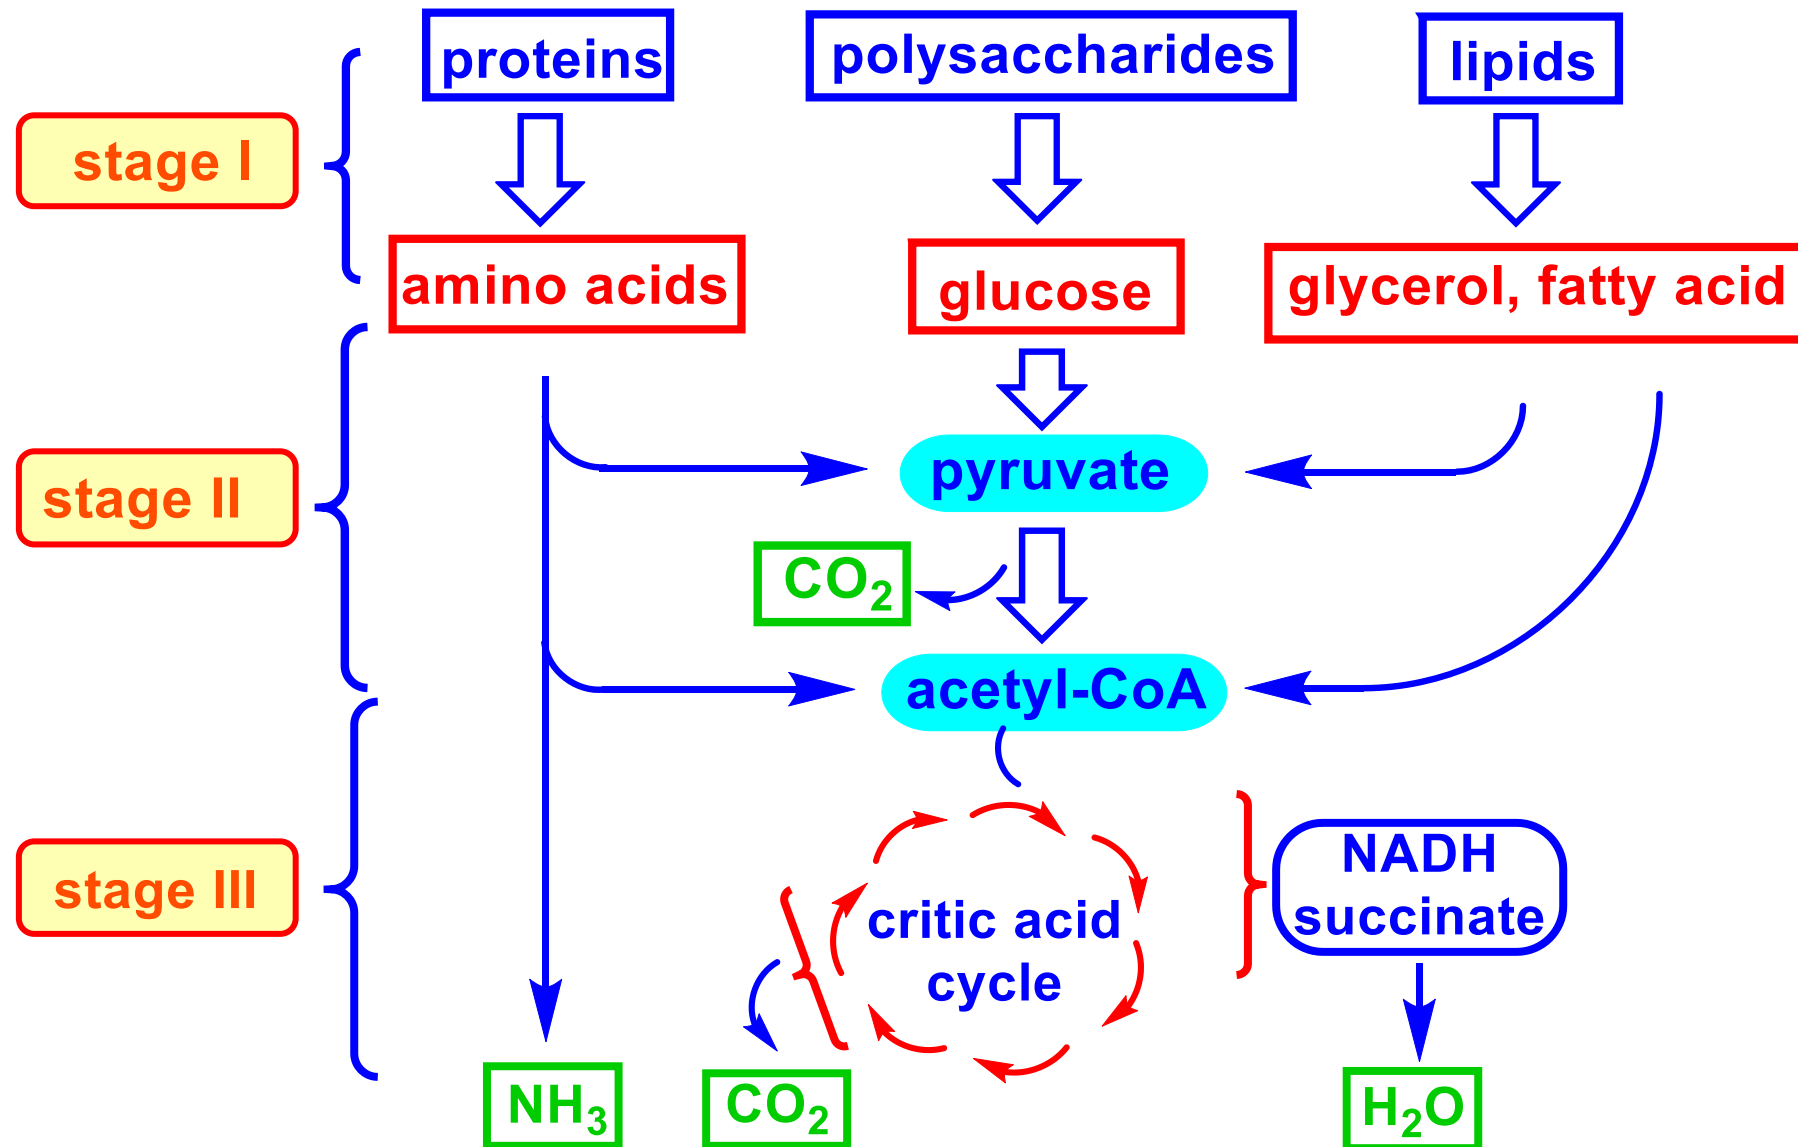 proteins
polysaccharides
lipids
stage I
amino acids
glucose
glycerol, fatty acid
pyruvate
stage II
CO₂
acetyl-CoA
stage III
critic acid
cycle
NADH
succinate
NH₃
CO₂
H₂O